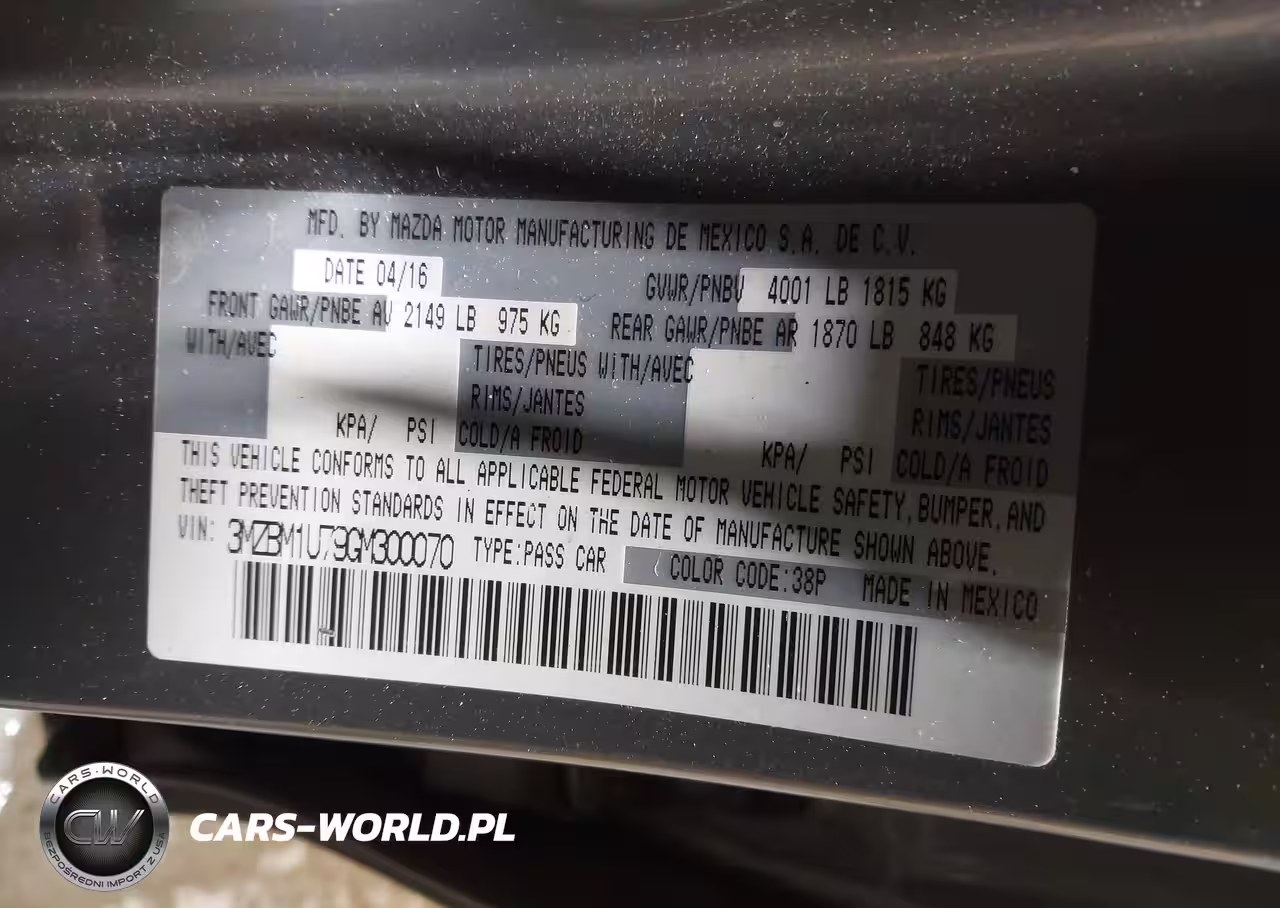 MFD. BY MAZDA MOTOR MANUFACTURING DE MEXICO S.A. DE C.V.
DATE 04/16 GVWR/PNBV 4001 LB 1815 KG
FRONT GAWR/PNBE AV 2149 LB 975 KG REAR GAWR/PNBE AR 1870 LB 848 KG
WITH/AVEC TIRES/PNEUS WITH/AVEC TIRES/PNEUS
RIMS/JANTES RIMS/JANTES
KPA/ PSI COLD/A FROID KPA/ PSI COLD/A FROID
THIS VEHICLE CONFORMS TO ALL APPLICABLE FEDERAL MOTOR VEHICLE SAFETY, BUMPER, AND
THEFT PREVENTION STANDARDS IN EFFECT ON THE DATE OF MANUFACTURE SHOWN ABOVE.
VIN: 3MZBM1U79GM300070 TYPE:PASS CAR COLOR CODE:38P MADE IN MEXICO
CARS-WORLD
CW
BEZPOŚREDNI IMPORT Z USA
CARS-WORLD.PL